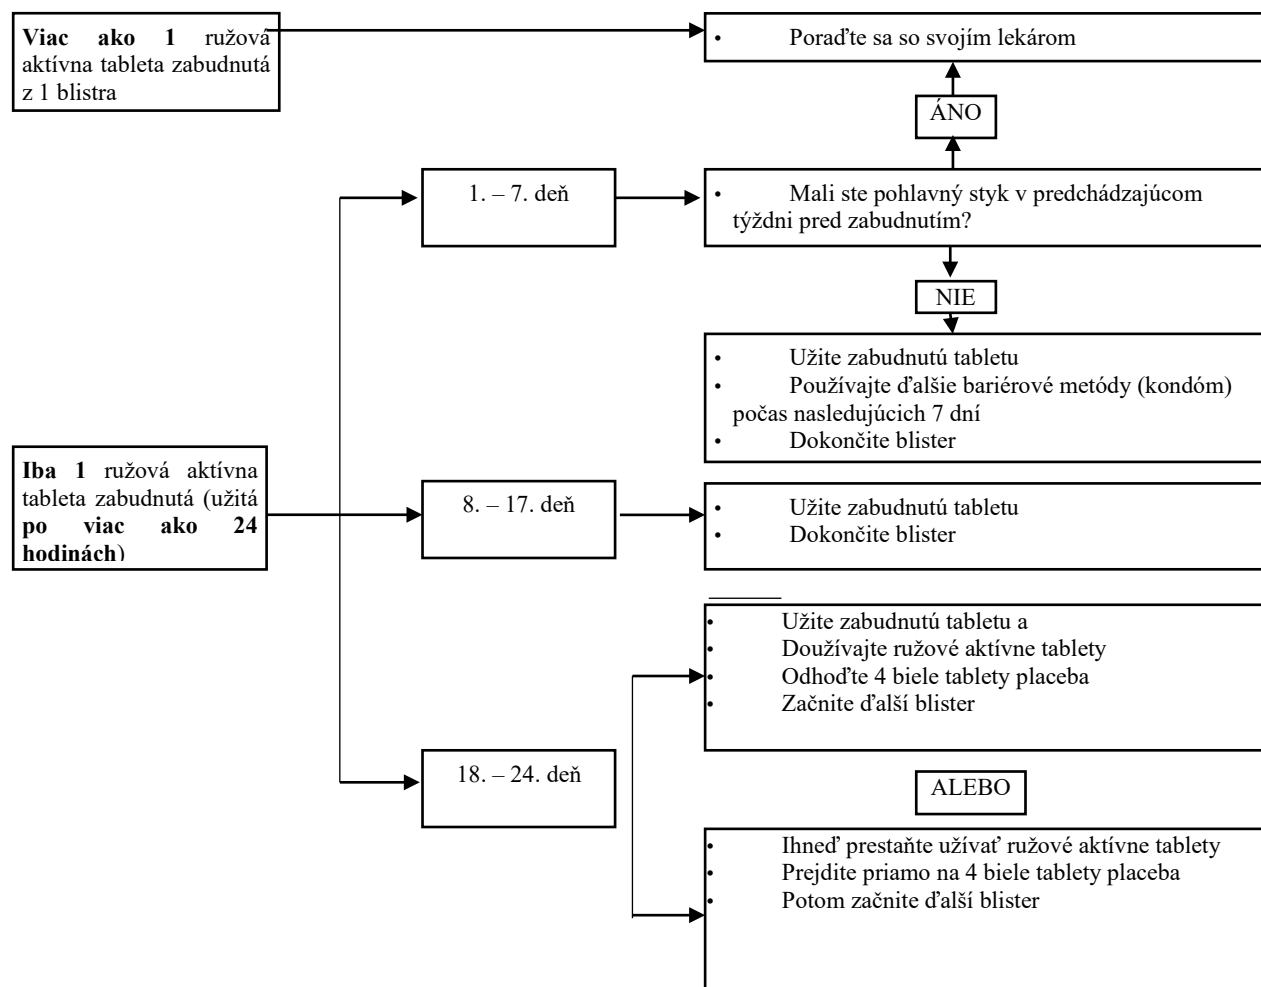 Viac ako 1 ružová
aktívna tableta zabudnutá
z 1 blistra
• Poraďte sa so svojím lekárom
ÁNO
1. – 7. deň
• Mali ste pohlavný styk v predchádzajúcom
týždni pred zabudnutím?
NIE
• Užite zabudnutú tabletu
• Používajte ďalšie bariérové metódy (kondóm)
počas nasledujúcich 7 dní
• Dokončite blister
Iba 1 ružová aktívna
tableta zabudnutá (užitá
po viac ako 24
hodinách)
8. – 17. deň
• Užite zabudnutú tabletu
• Dokončite blister
18. – 24. deň
• Užite zabudnutú tabletu a
• Doužívajte ružové aktívne tablety
• Odhoďte 4 biele tablety placeba
• Začnite ďalší blister
ALEBO
• Ihneď prestaňte užívať ružové aktívne tablety
• Prejdite priamo na 4 biele tablety placeba
• Potom začnite ďalší blister